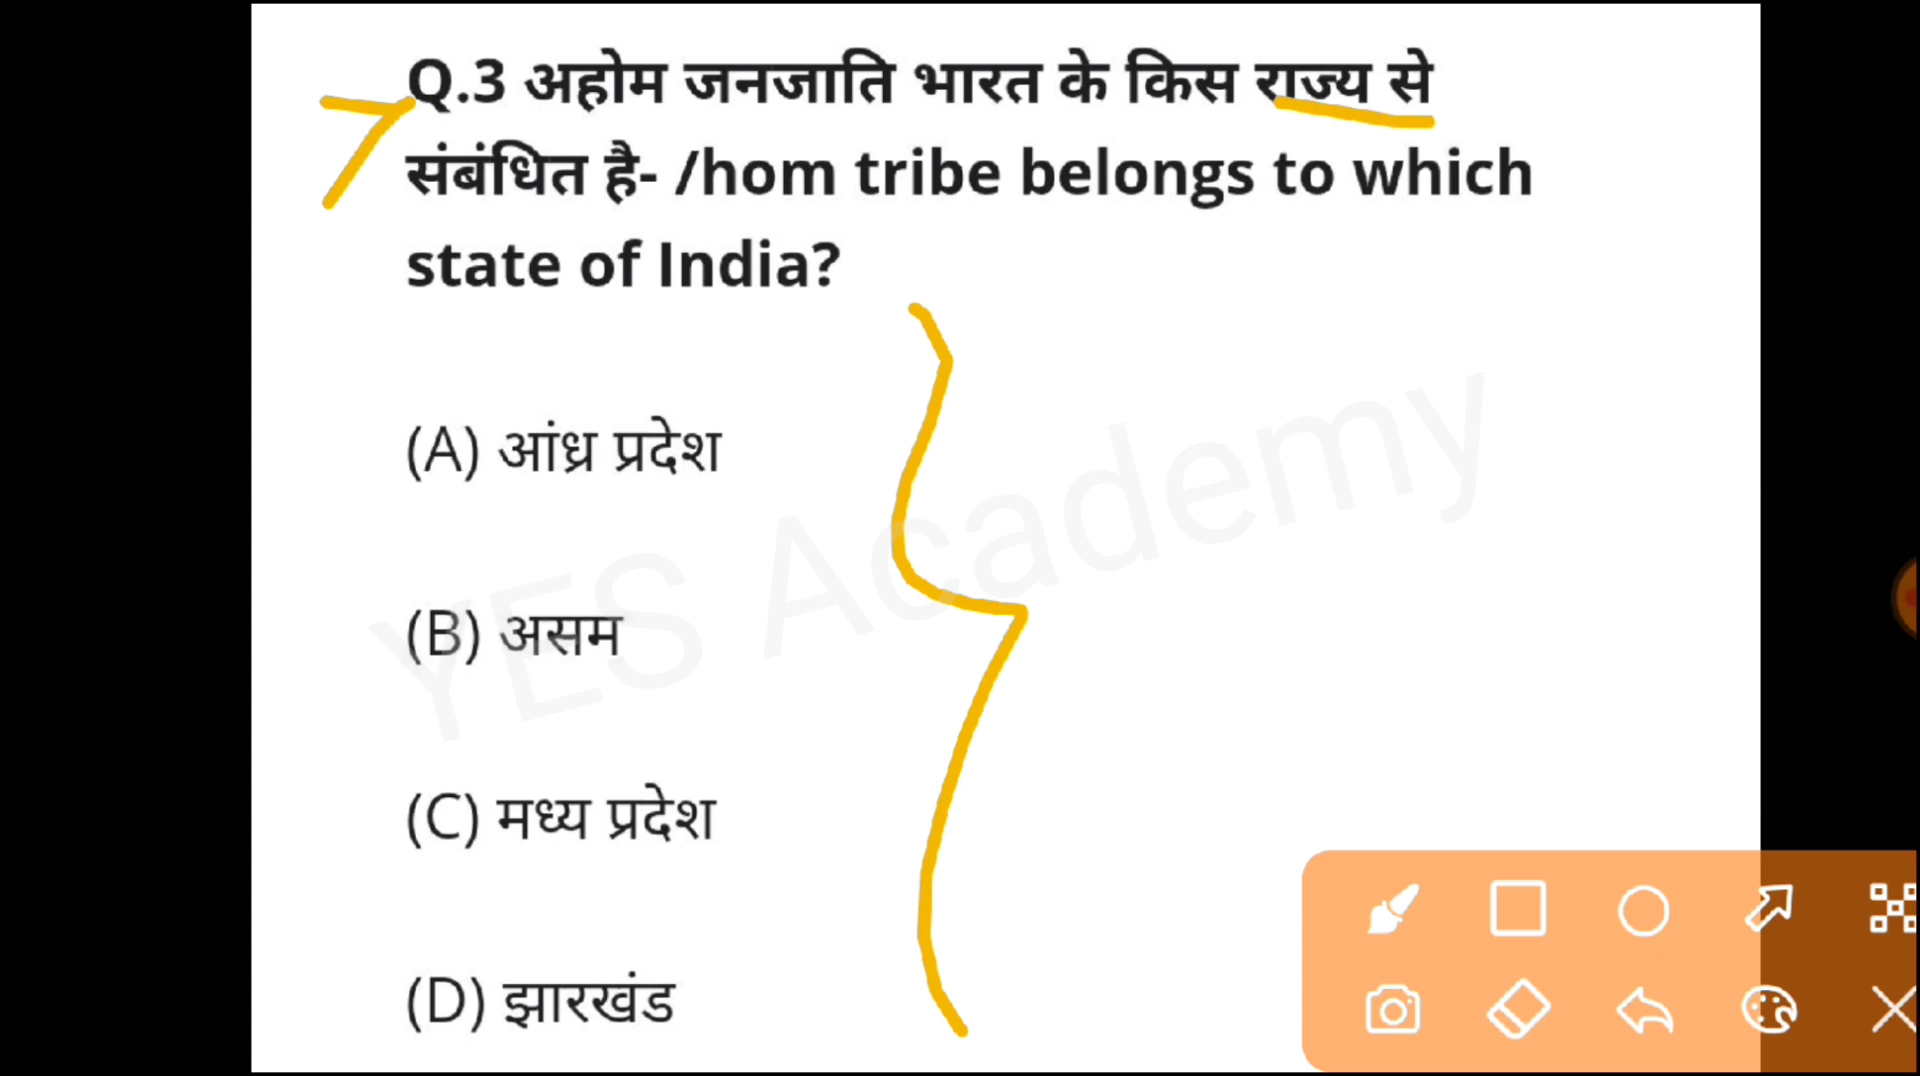 Q.3 अहोम जनजाति भारत के किस राज्य से
संबंधित है- /hom tribe belongs to which
state of India?
(A) आंध्र प्रदेश
(B) असम
(C) मध्य प्रदेश
(D) झारखंड
YES Academy